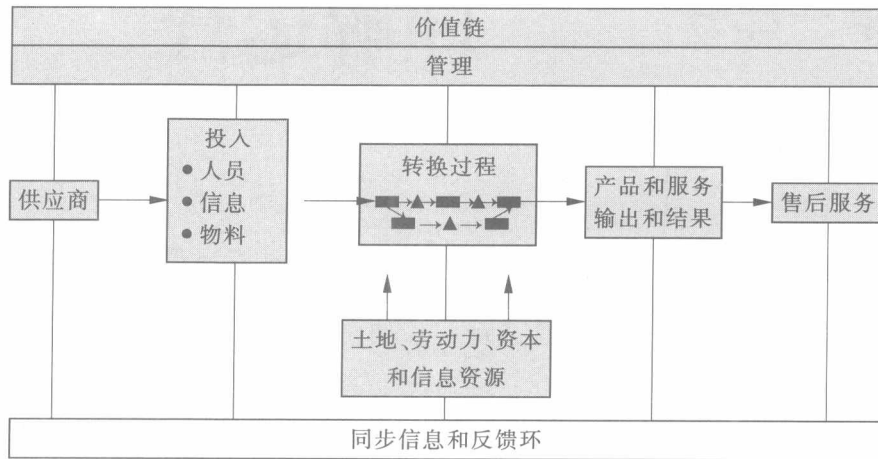 价值链
管理
供应商
投入
● 人员
● 信息
● 物料
转换过程
产品和服务
输出和结果
售后服务
土地、劳动力、资本
和信息资源
同步信息和反馈环